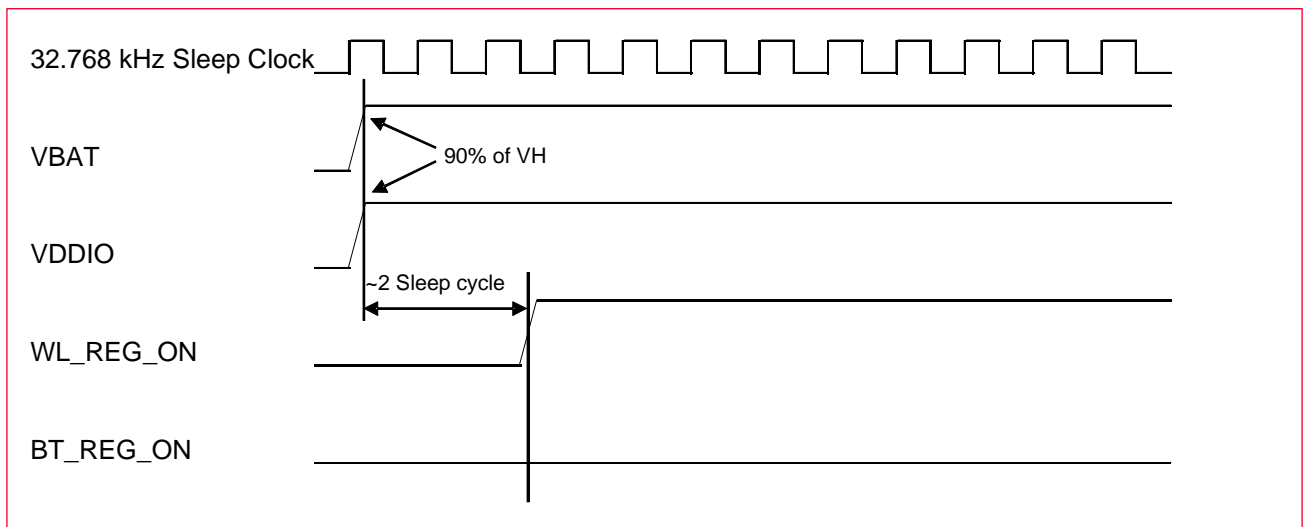 32.768 kHz Sleep Clock
VBAT
90% of VH
VDDIO
~2 Sleep cycle
WL_REG_ON
BT_REG_ON